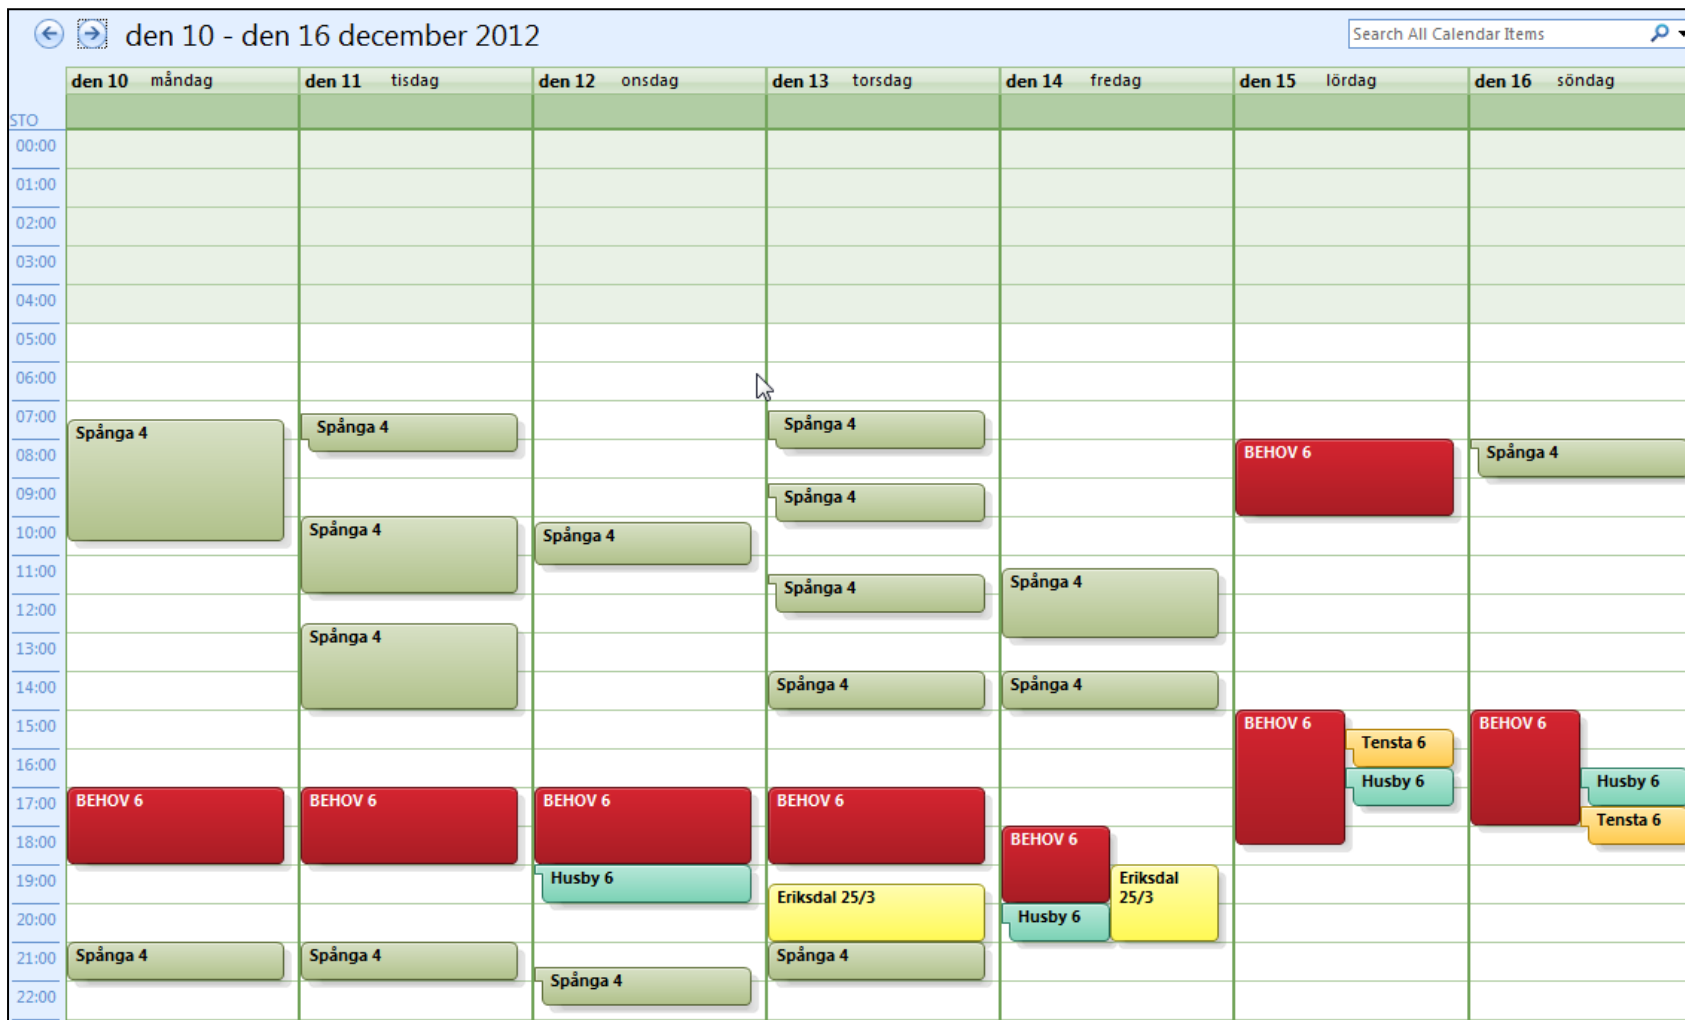 den 10 - den 16 december 2012
Search All Calendar Items
den 10 måndag
den 11 tisdag
den 12 onsdag
den 13 torsdag
den 14 fredag
den 15 lördag
den 16 söndag
STO
00:00
01:00
02:00
03:00
04:00
05:00
06:00
07:00
08:00
09:00
10:00
11:00
12:00
13:00
14:00
15:00
16:00
17:00
18:00
19:00
20:00
21:00
22:00
Spånga 4
BEHOV 6
Spånga 4
Spånga 4
Spånga 4
Spånga 4
BEHOV 6
Spånga 4
Spånga 4
BEHOV 6
Husby 6
Spånga 4
Spånga 4
Spånga 4
Spånga 4
Spånga 4
BEHOV 6
Eriksdal 25/3
Spånga 4
Spånga 4
Spånga 4
BEHOV 6
Eriksdal
25/3
Husby 6
BEHOV 6
BEHOV 6
Tensta 6
Husby 6
Spånga 4
BEHOV 6
Husby 6
Tensta 6